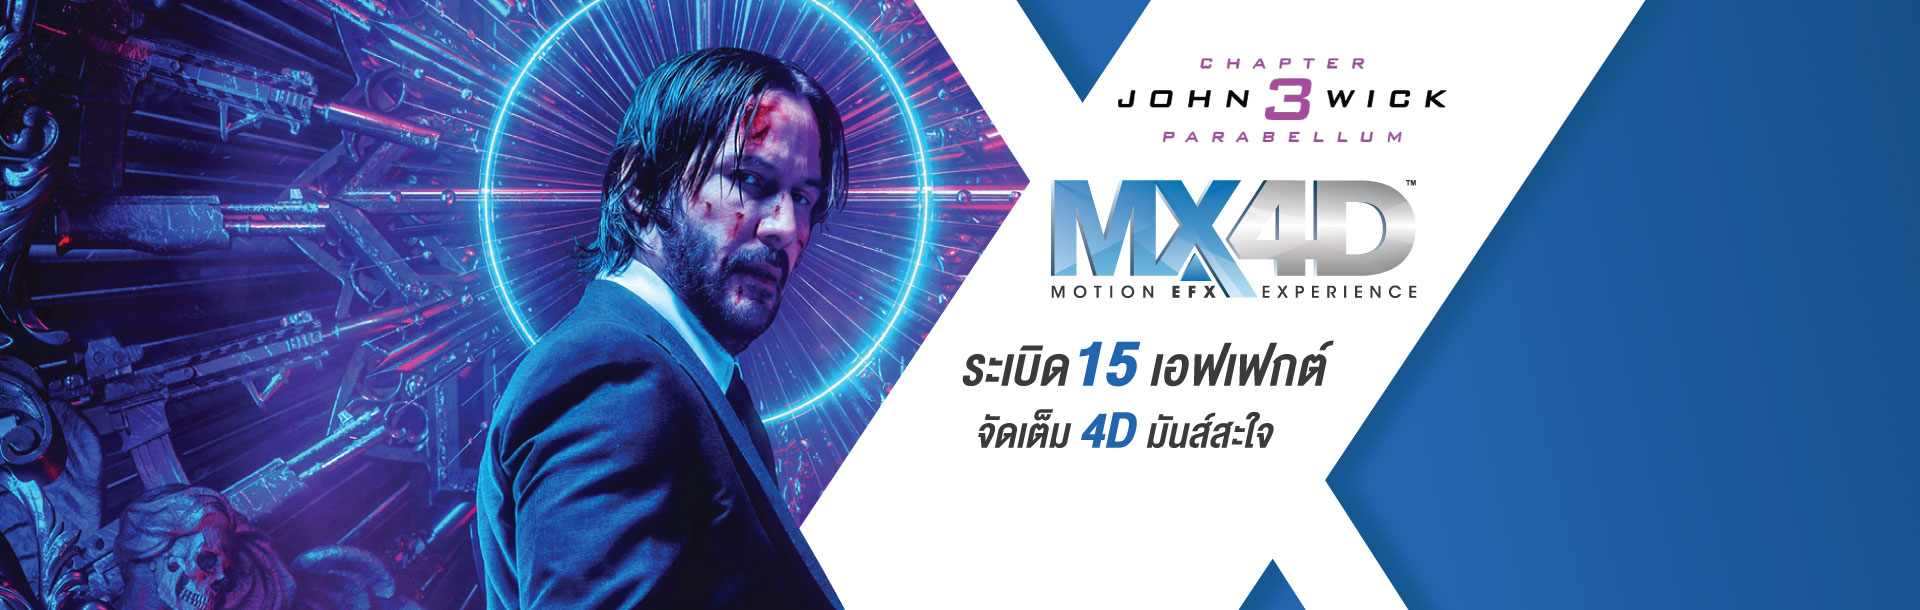 CHAPTER
JOHN 3 WICK
PARABELLUM
MX4D™
MOTION EFX EXPERIENCE
ระเบิด 15 เอฟเฟกต์
จัดเต็ม 4D มันส์สะใจ